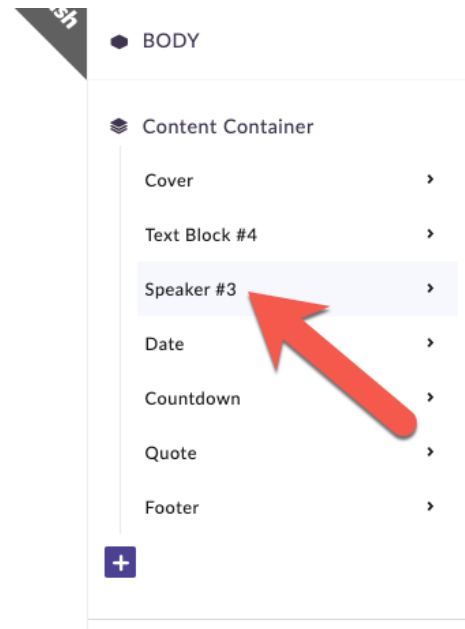 BODY
Content Container
Cover
Text Block #4
Speaker #3
Date
Countdown
Quote
Footer